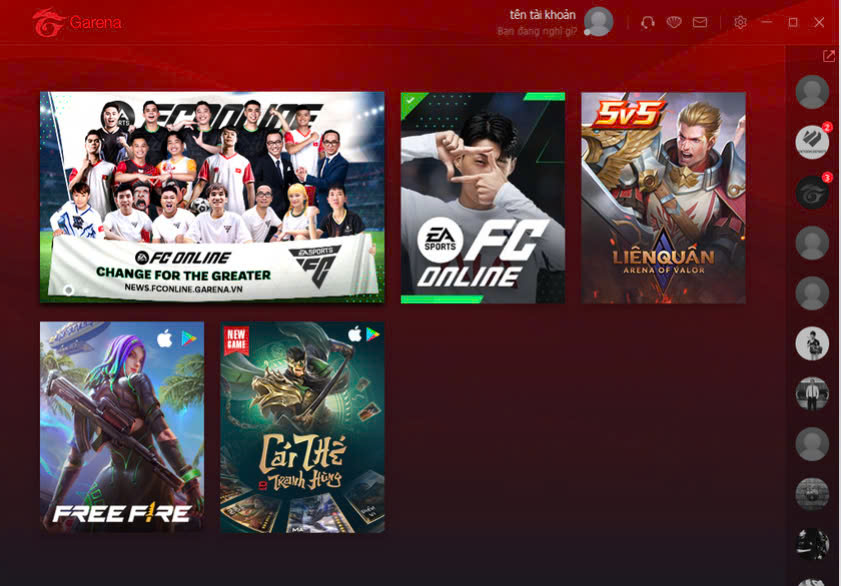 Garena
tên tài khoản
Bạn đang nghĩ gì?
2
3
EA SPORTS FC ONLINE
EA SPORTS FC ONLINE
CHANGE FOR THE GREATER
NEWS.FCONLINE.GARENA.VN
EA SPORTS
FC
EA SPORTS FC
ONLINE
5v5
LIÊN QUÂN
ARENA OF VALOR
FREE FIRE
NEW
GAME
Cái Thế
Tranh Hùng